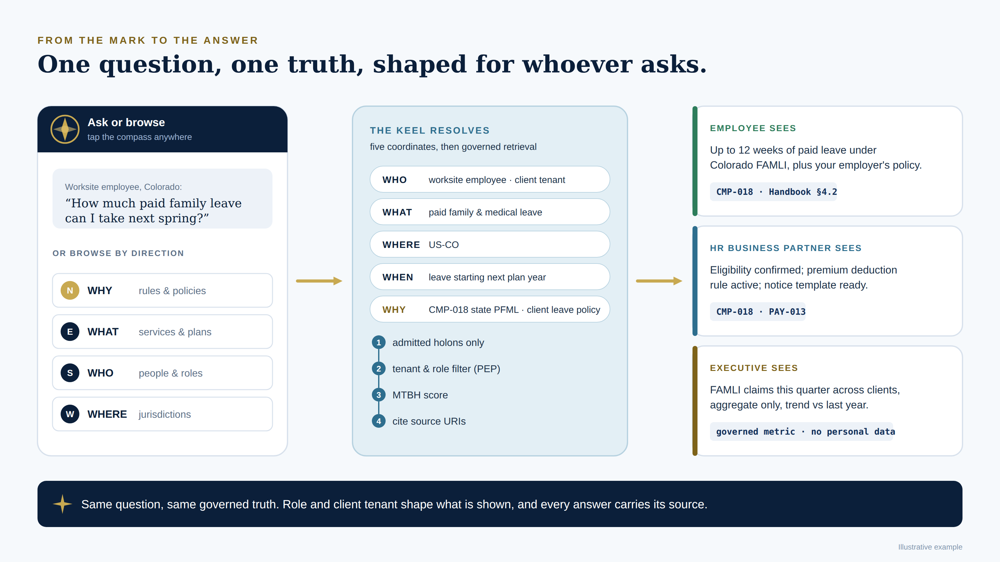 FROM THE MARK TO THE ANSWER
One question, one truth, shaped for whoever asks.
Ask or browse
tap the compass anywhere
Worksite employee, Colorado:
“How much paid family leave
can I take next spring?”
OR BROWSE BY DIRECTION
N WHY rules & policies
E WHAT services & plans
S WHO people & roles
W WHERE jurisdictions
THE KEEL RESOLVES
five coordinates, then governed retrieval
WHO worksite employee · client tenant
WHAT paid family & medical leave
WHERE US-CO
WHEN leave starting next plan year
WHY CMP-018 state PFML · client leave policy
1 admitted holons only
2 tenant & role filter (PEP)
3 MTBH score
4 cite source URIs
EMPLOYEE SEES
Up to 12 weeks of paid leave under
Colorado FAMLI, plus your employer's policy.
CMP-018 · Handbook §4.2
HR BUSINESS PARTNER SEES
Eligibility confirmed; premium deduction
rule active; notice template ready.
CMP-018 · PAY-013
EXECUTIVE SEES
FAMLI claims this quarter across clients,
aggregate only, trend vs last year.
governed metric · no personal data
Same question, same governed truth. Role and client tenant shape what is shown, and every answer carries its source.
Illustrative example